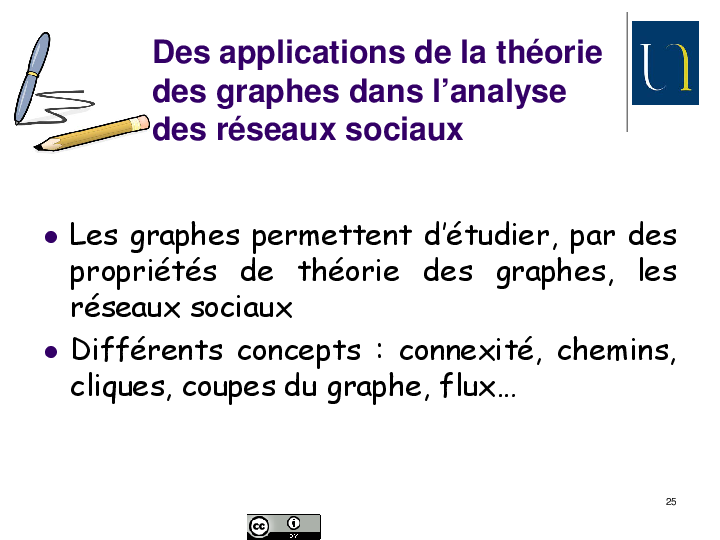 Des applications de la théorie
des graphes dans l’analyse
des réseaux sociaux
● Les graphes permettent d’étudier, par des
propriétés de théorie des graphes, les
réseaux sociaux
● Différents concepts : connexité, chemins,
cliques, coupes du graphe, flux…
25
cc
BY